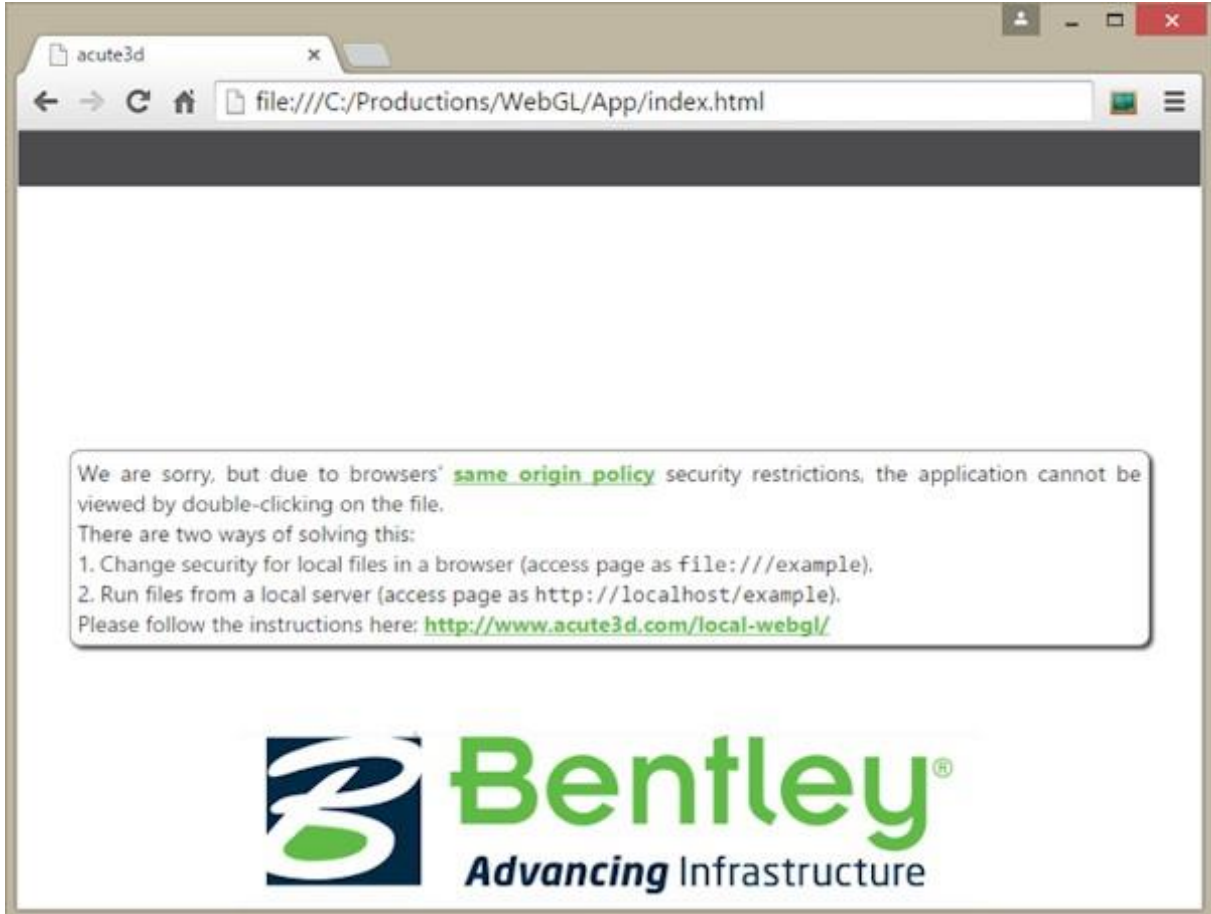 acute3d
file:///C:/Productions/WebGL/App/index.html
We are sorry, but due to browsers' same origin policy security restrictions, the application cannot be
viewed by double-clicking on the file.
There are two ways of solving this:
1. Change security for local files in a browser (access page as file:///example).
2. Run files from a local server (access page as http://localhost/example).
Please follow the instructions here: http://www.acute3d.com/local-webgl/
B
Bentley®
Advancing Infrastructure